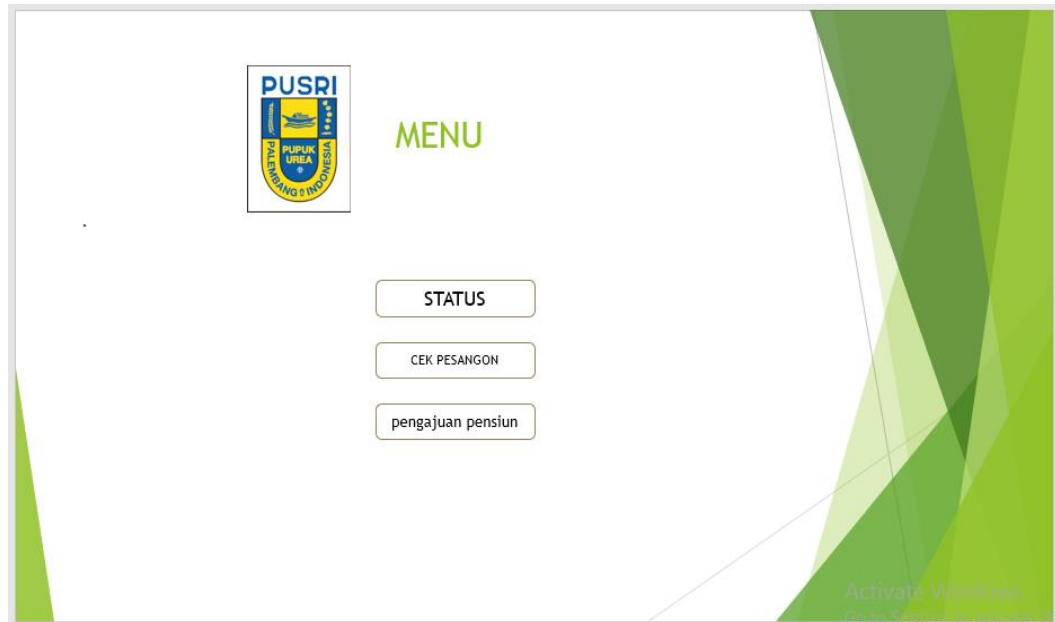 PUSRI
PUPUK
UREA
PALEMBANG INDONESIA
MENU
STATUS
CEK PESANGON
pengajuan pensiun
Activate Windows